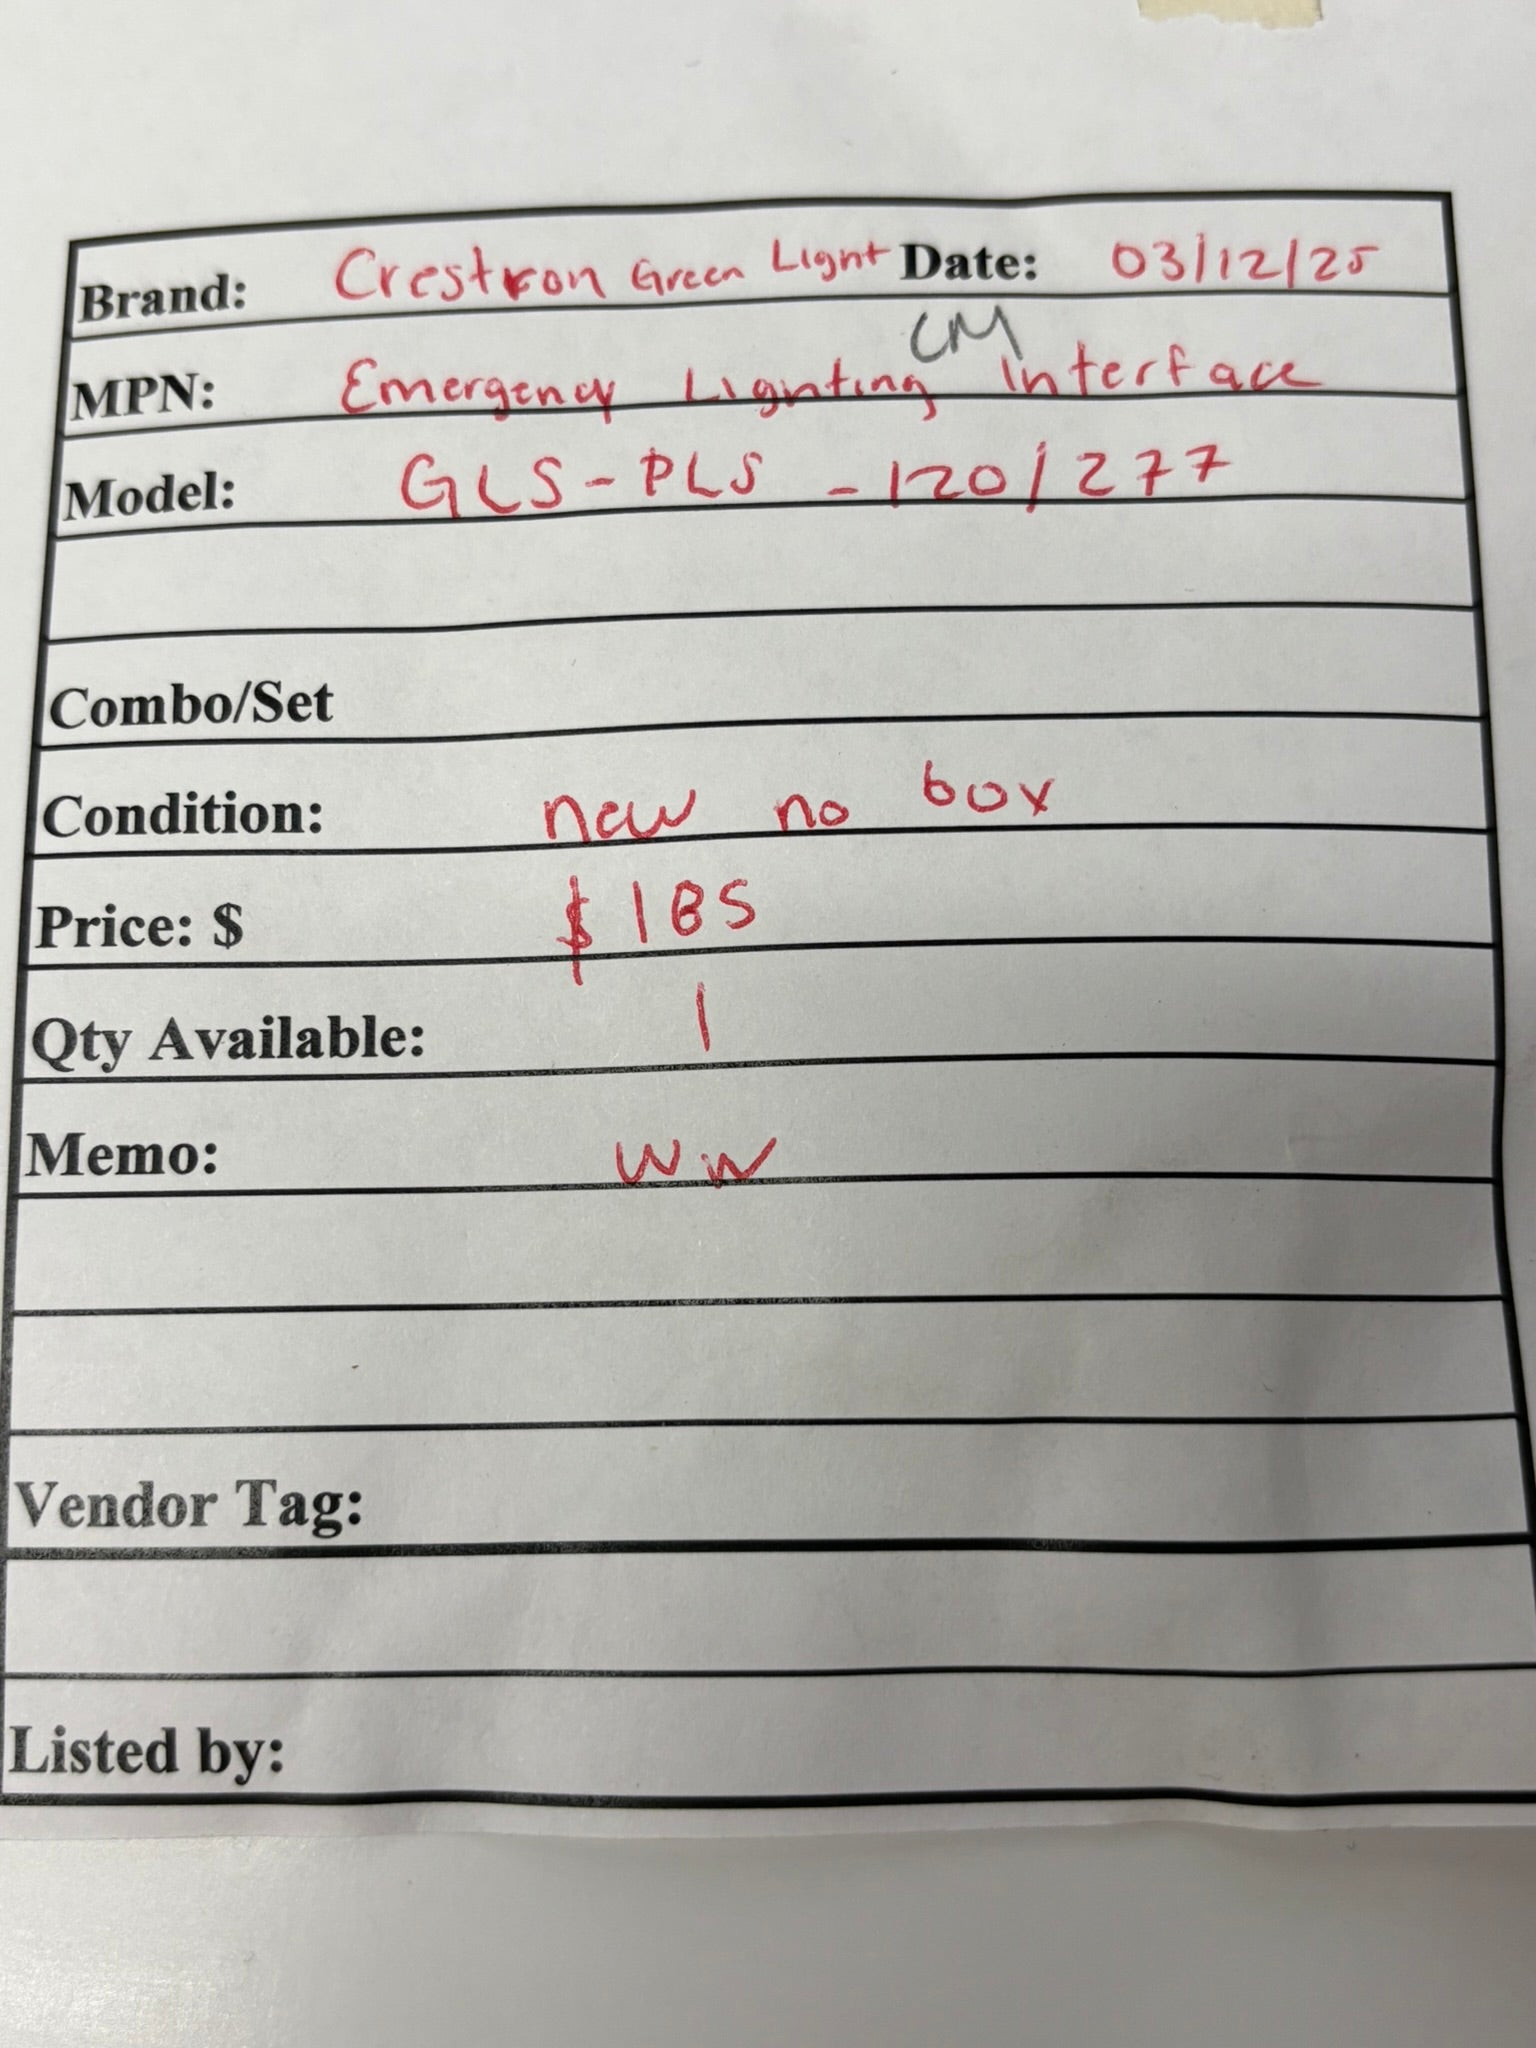 Brand: Crestron Green Light Date: 03/12/25
CM
MPN: Emergency Lighting Interface
Model: GLS-PLS - 120/277
Combo/Set
Condition: new no box
Price: $ $185
Qty Available: 1
Memo: WW
Vendor Tag:
Listed by: